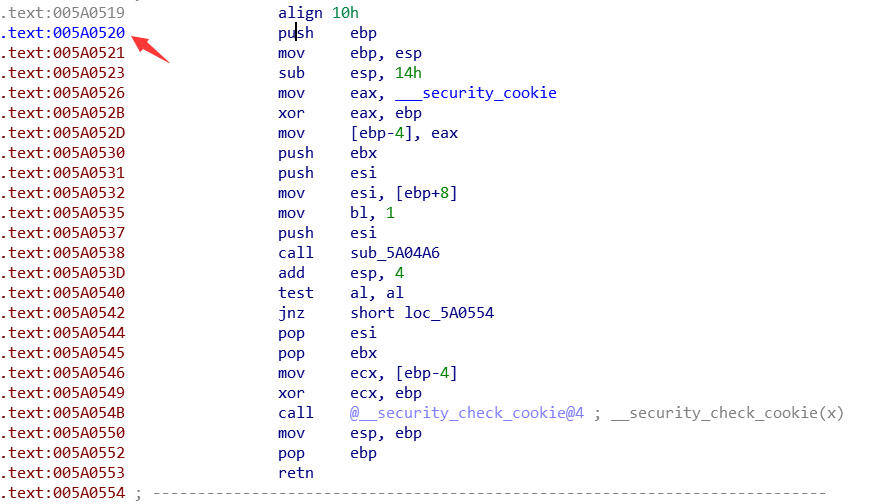 .text:005A0519 align 10h
.text:005A0520 push ebp
.text:005A0521 mov ebp, esp
.text:005A0523 sub esp, 14h
.text:005A0526 mov eax, ___security_cookie
.text:005A052B xor eax, ebp
.text:005A052D mov [ebp-4], eax
.text:005A0530 push ebx
.text:005A0531 push esi
.text:005A0532 mov esi, [ebp+8]
.text:005A0535 mov bl, 1
.text:005A0537 push esi
.text:005A0538 call sub_5A04A6
.text:005A053D add esp, 4
.text:005A0540 test al, al
.text:005A0542 jnz short loc_5A0554
.text:005A0544 pop esi
.text:005A0545 pop ebx
.text:005A0546 mov ecx, [ebp-4]
.text:005A0549 xor ecx, ebp
.text:005A054B call @__security_check_cookie@4 ; __security_check_cookie(x)
.text:005A0550 mov esp, ebp
.text:005A0552 pop ebp
.text:005A0553 retn
.text:005A0554 ; ---------------------------------------------------------------------------